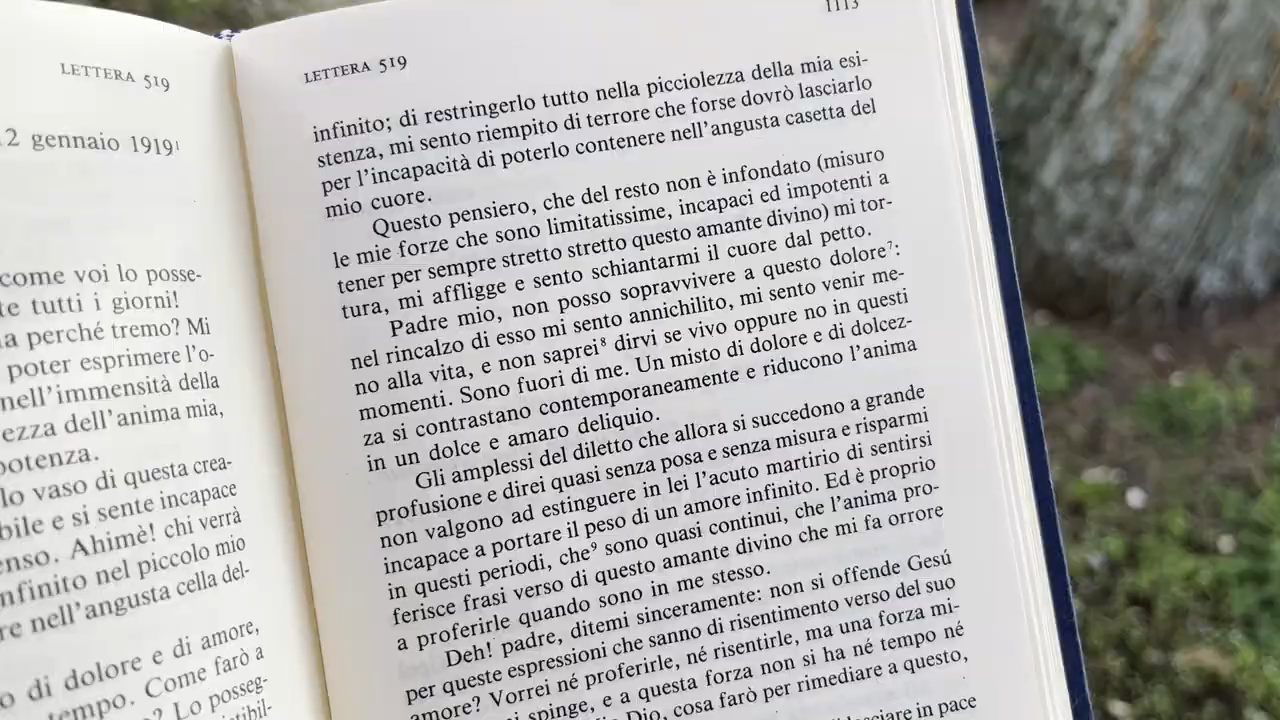 LETTERA 519
12 gennaio 1919¹
come voi lo posse-
te tutti i giorni!
perché tremo? Mi
poter esprimere l'o-
nell'immensità della
ezza dell'anima mia,
potenza.
lo vaso di questa crea-
bile e si sente incapace
enso. Ahimè! chi verrà
nfinito nel piccolo mio
re nell'angusta cella del-
o di dolore e di amore,
tempo. Come farò a
? Lo posseg-
1113
LETTERA 519
infinito; di restringerlo tutto nella picciolezza della mia esi-
stenza, mi sento riempito di terrore che forse dovrò lasciarlo
per l'incapacità di poterlo contenere nell'angusta casetta del
mio cuore.
Questo pensiero, che del resto non è infondato (misuro
le mie forze che sono limitatissime, incapaci ed impotenti a
tener per sempre stretto stretto questo amante divino) mi tor-
tura, mi affligge e sento schiantarmi il cuore dal petto.
Padre mio, non posso sopravvivere a questo dolore⁷:
nel rincalzo di esso mi sento annichilito, mi sento venir me-
no alla vita, e non saprei⁸ dirvi se vivo oppure no in questi
momenti. Sono fuori di me. Un misto di dolore e di dolcez-
za si contrastano contemporaneamente e riducono l'anima
in un dolce e amaro deliquio.
Gli amplessi del diletto che allora si succedono a grande
profusione e direi quasi senza posa e senza misura e risparmi
non valgono ad estinguere in lei l'acuto martirio di sentirsi
incapace a portare il peso di un amore infinito. Ed è proprio
in questi periodi, che⁹ sono quasi continui, che l'anima pro-
ferisce frasi verso di questo amante divino che mi fa orrore
a proferirle quando sono in me stesso.
Deh! padre, ditemi sinceramente: non si offende Gesú
per queste espressioni che sanno di risentimento verso del suo
amore? Vorrei né proferirle, né risentirle, ma una forza mi-
spinge, e a questa forza non si ha né tempo né
Dio, cosa farò per rimediare a questo,
lasciare in pace